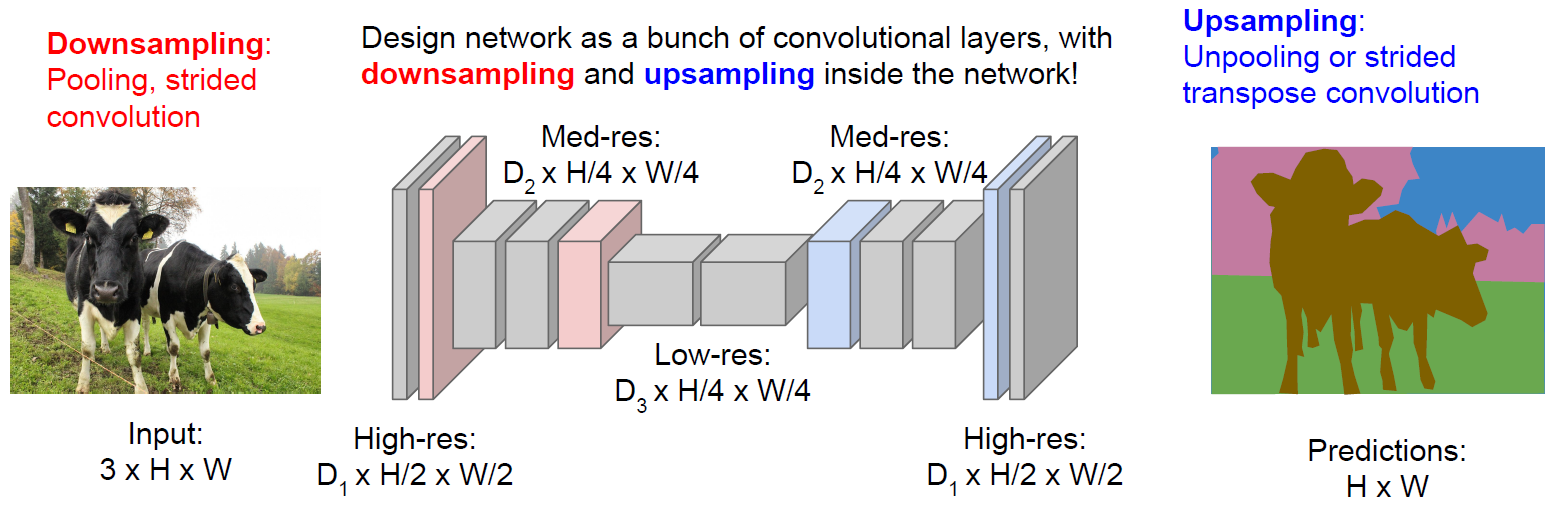 Downsampling:
Pooling, strided
convolution
Design network as a bunch of convolutional layers, with
downsampling and upsampling inside the network!
Upsampling:
Unpooling or strided
transpose convolution
Med-res:
D2 x H/4 x W/4
Med-res:
D2 x H/4 x W/4
Low-res:
D3 x H/4 x W/4
Input:
3 x H x W
High-res:
D1 x H/2 x W/2
High-res:
D1 x H/2 x W/2
Predictions:
H x W